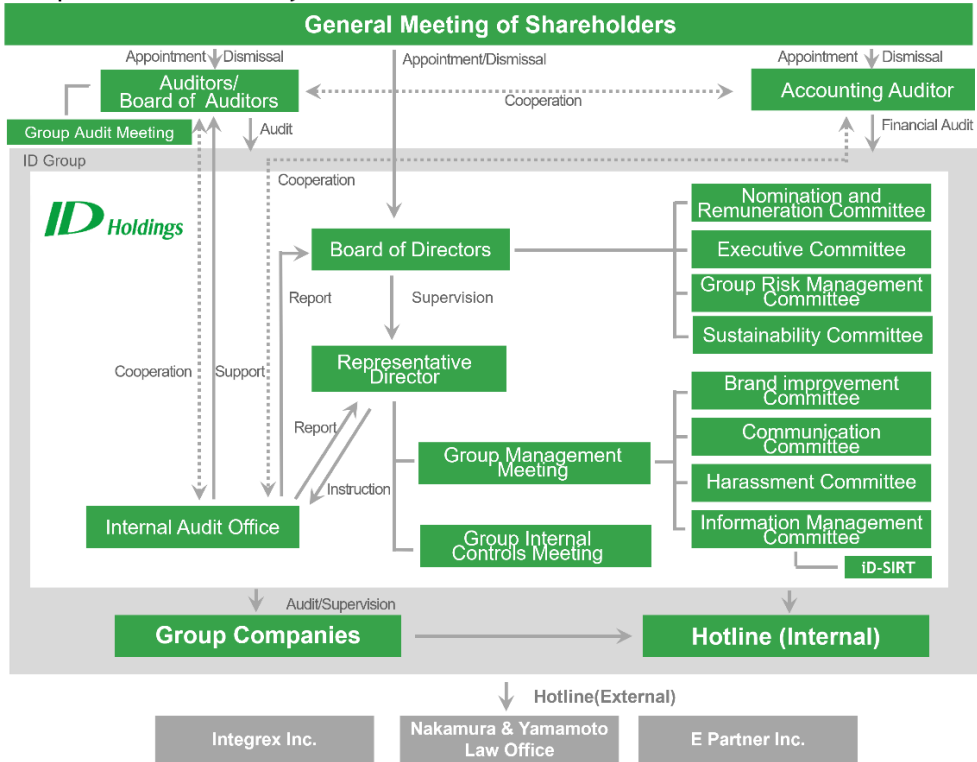 General Meeting of Shareholders
Appointment Dismissal
Appointment/Dismissal
Appointment Dismissal
Auditors/
Board of Auditors
Cooperation
Accounting Auditor
Group Audit Meeting
Audit
Financial Audit
ID Group
Cooperation
ID Holdings
Nomination and
Remuneration Committee
Board of Directors
Executive Committee
Report
Supervision
Group Risk Management
Committee
Sustainability Committee
Cooperation
Support
Representative
Director
Brand improvement
Committee
Report
Communication
Committee
Group Management
Meeting
Instruction
Harassment Committee
Internal Audit Office
Information Management
Committee
Group Internal
Controls Meeting
iD-SIRT
Audit/Supervision
Group Companies
Hotline (Internal)
Hotline(External)
Integrex Inc.
Nakamura & Yamamoto
Law Office
E Partner Inc.